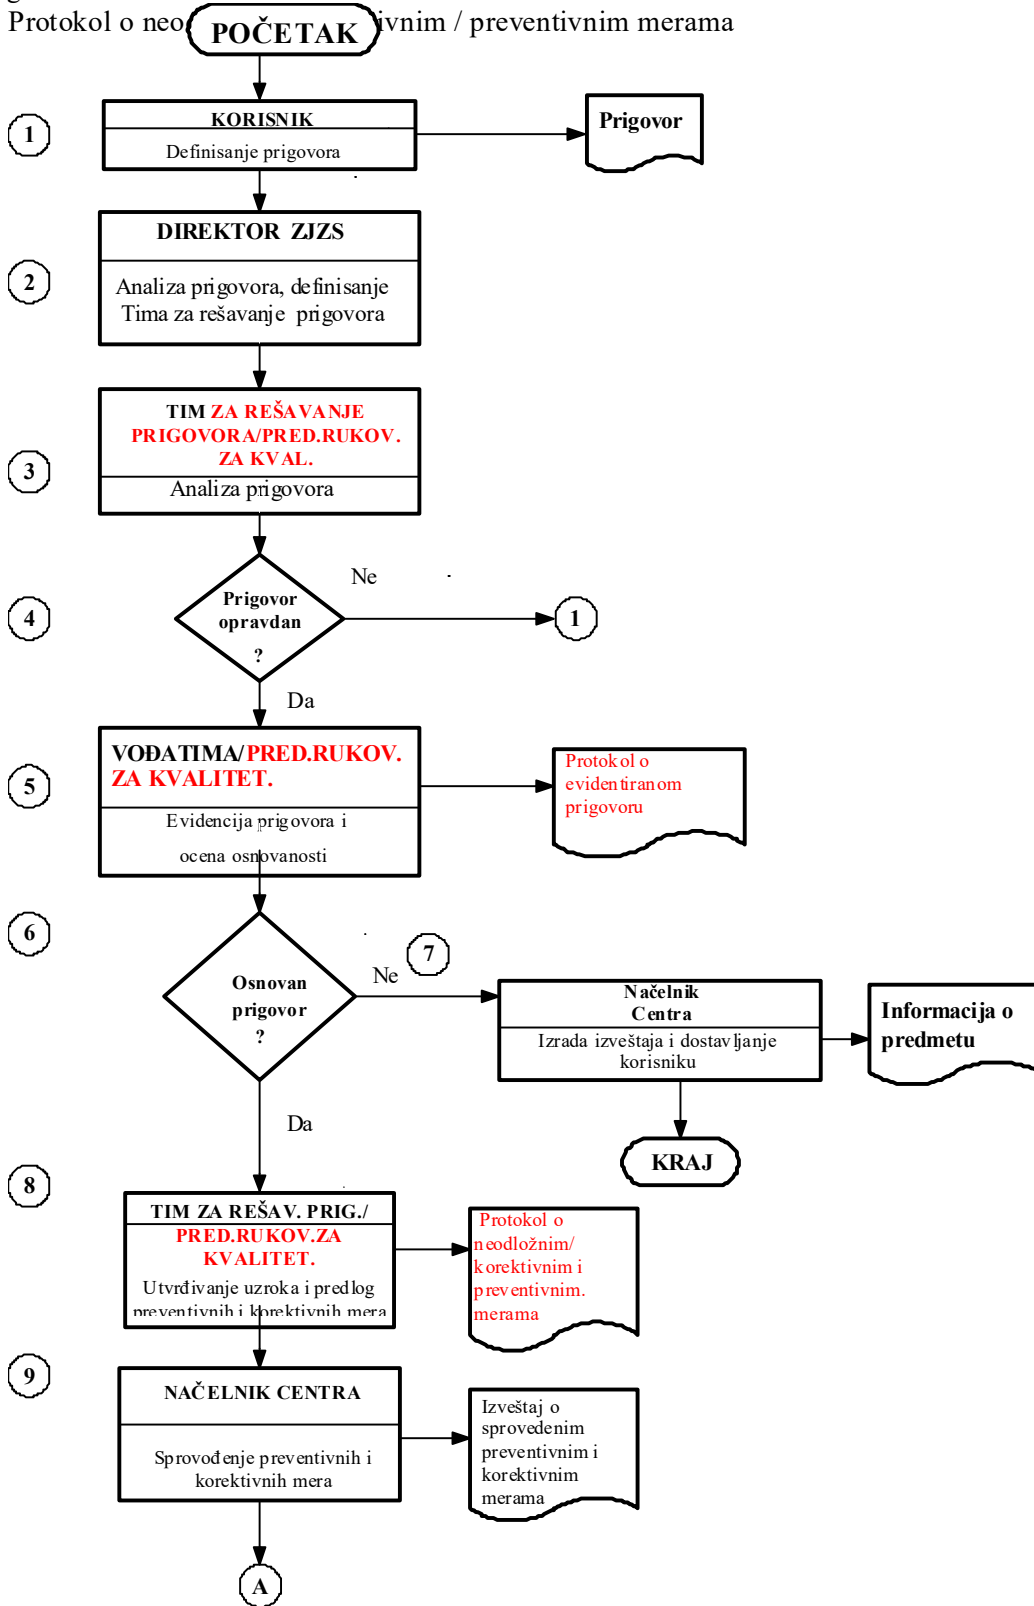 Protokol o neo ivnim / preventivnim merama
POČETAK
1
KORISNIK
Definisanje prigovora
Prigovor
2
DIREKTOR ZJZS
Analiza prigovora, definisanje
Tima za rešavanje prigovora
3
TIM ZA REŠAVANJE
PRIGOVORA/PRED.RUKOV.
ZA KVAL.
Analiza prigovora
4
Prigovor
opravdan
?
Ne
1
Da
5
VOĐATIMA/PRED.RUKOV.
ZA KVALITET.
Evidencija prigovora i
ocena osnovanosti
Protokol o
evidentiranom
prigovoru
6
Osnovan
prigovor
?
Ne
7
Načelnik
Centra
Izrada izveštaja i dostavljanje
korisniku
Informacija o
predmetu
Da
KRAJ
8
TIM ZA REŠAV. PRIG./
PRED.RUKOV.ZA
KVALITET.
Utvrđivanje uzroka i predlog
preventivnih i korektivnih mera
Protokol o
neodložnim/
korektivnim i
preventivnim.
merama
9
NAČELNIK CENTRA
Sprovođenje preventivnih i
korektivnih mera
Izveštaj o
sprovedenim
preventivnim i
korektivnim
merama
A